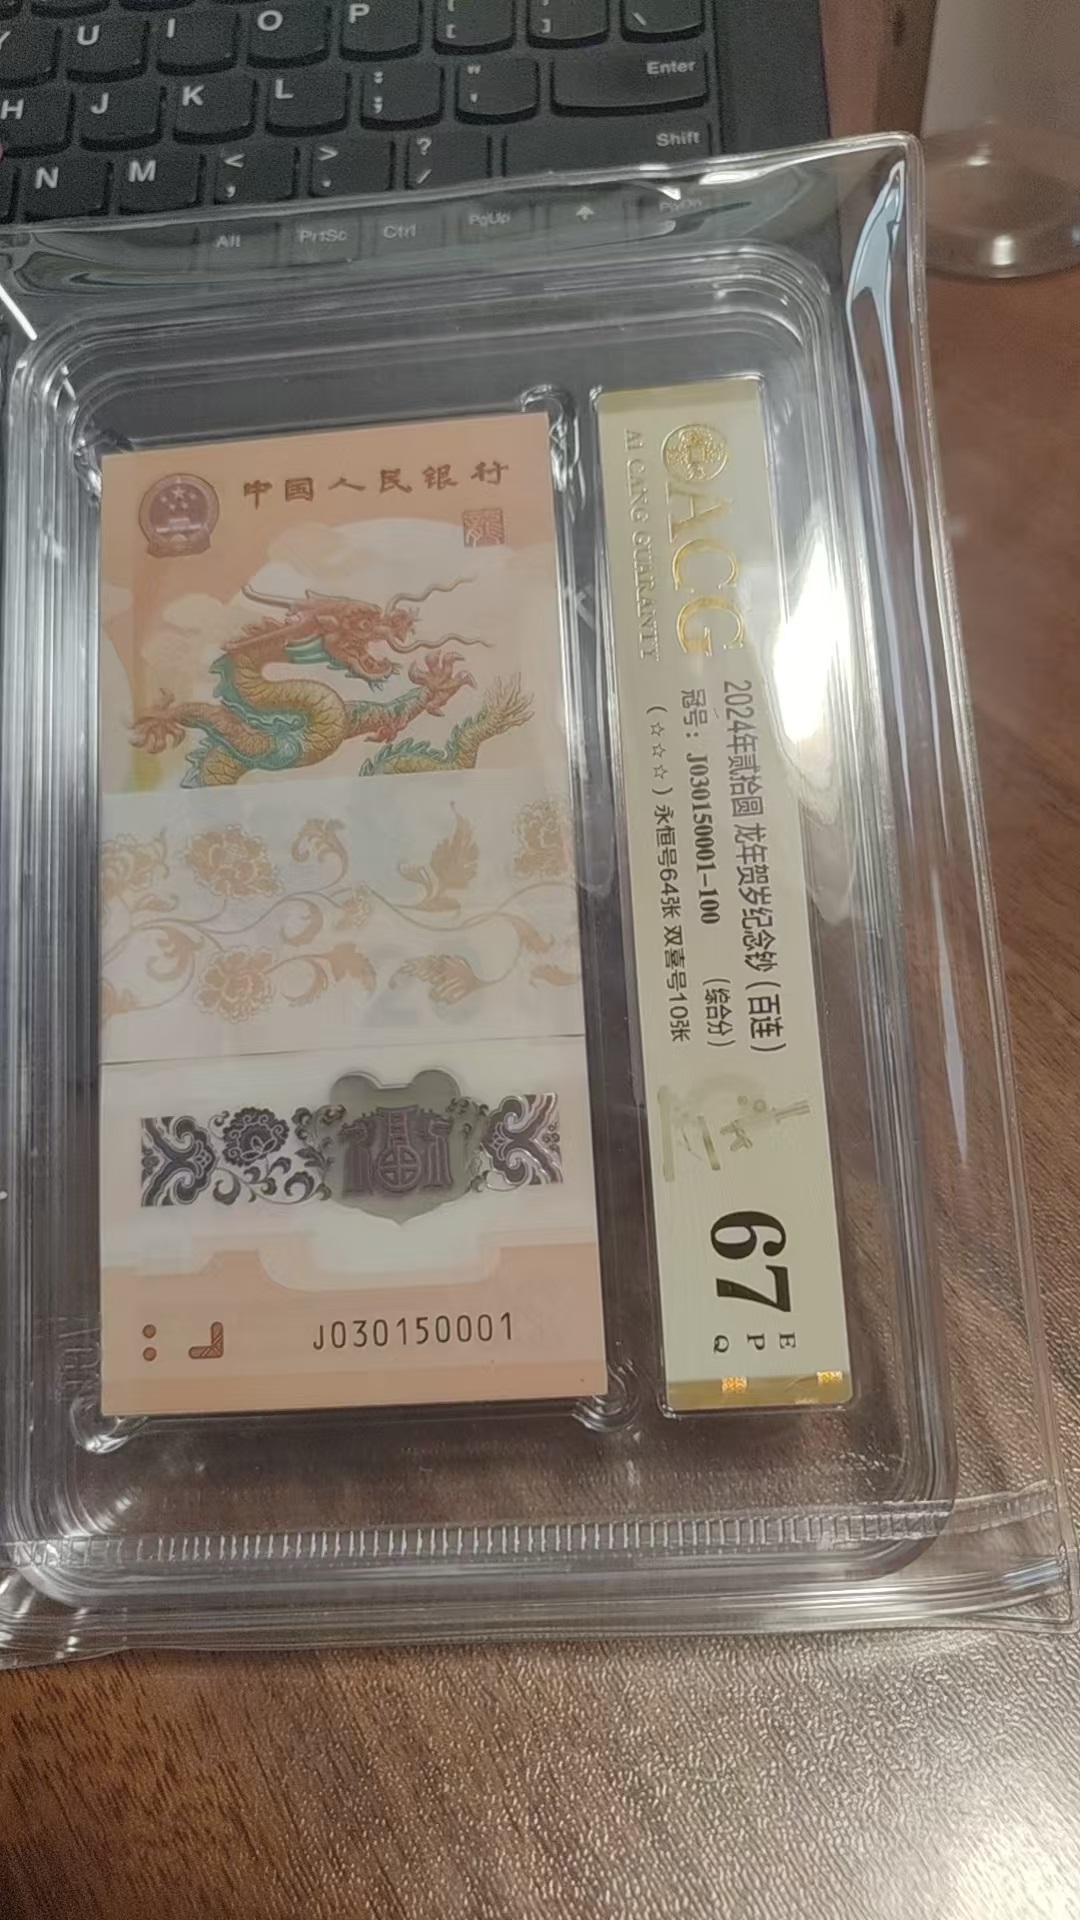 Y U I O P [ ] ' \
H J K L : ; " ' Enter
N M < , > . ? / Shift
Alt PrtSc Ctrl PgUp PgDn
中国人民银行
龍
J030150001
ACG
AI CANG GUARANTY
2024年贰拾圆 龙年贺岁纪念钞（百连）
冠号：J030150001-100 （综合分）
（☆☆☆）永恒号64张 双喜号10张
67
E
P
Q